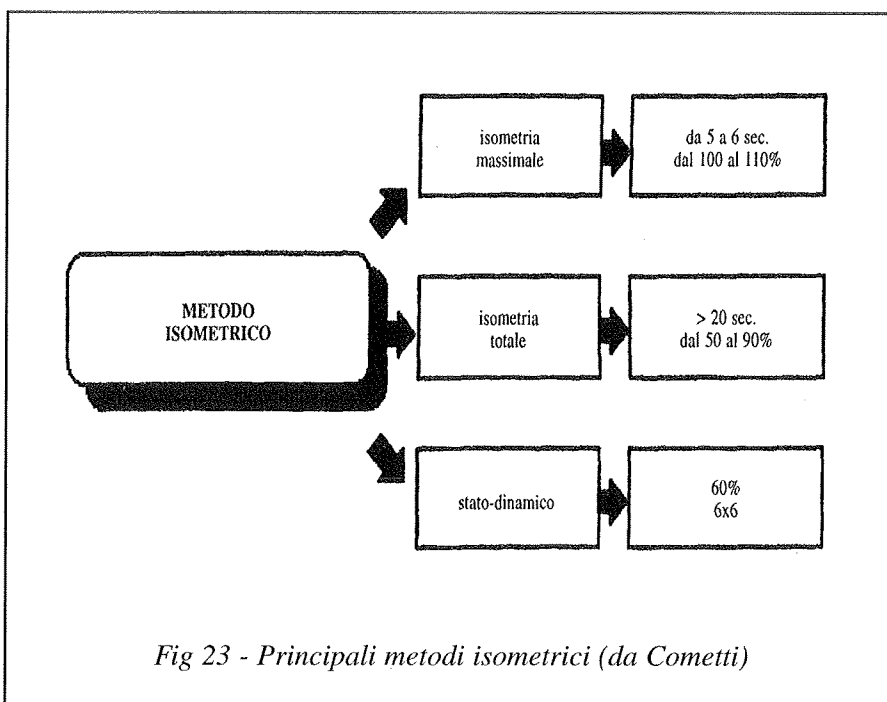 isometria
massimale
da 5 a 6 sec.
dal 100 al 110%
METODO
ISOMETRICO
isometria
totale
> 20 sec.
dal 50 al 90%
stato-dinamico
60%
6x6
Fig 23 - Principali metodi isometrici (da Cometti)